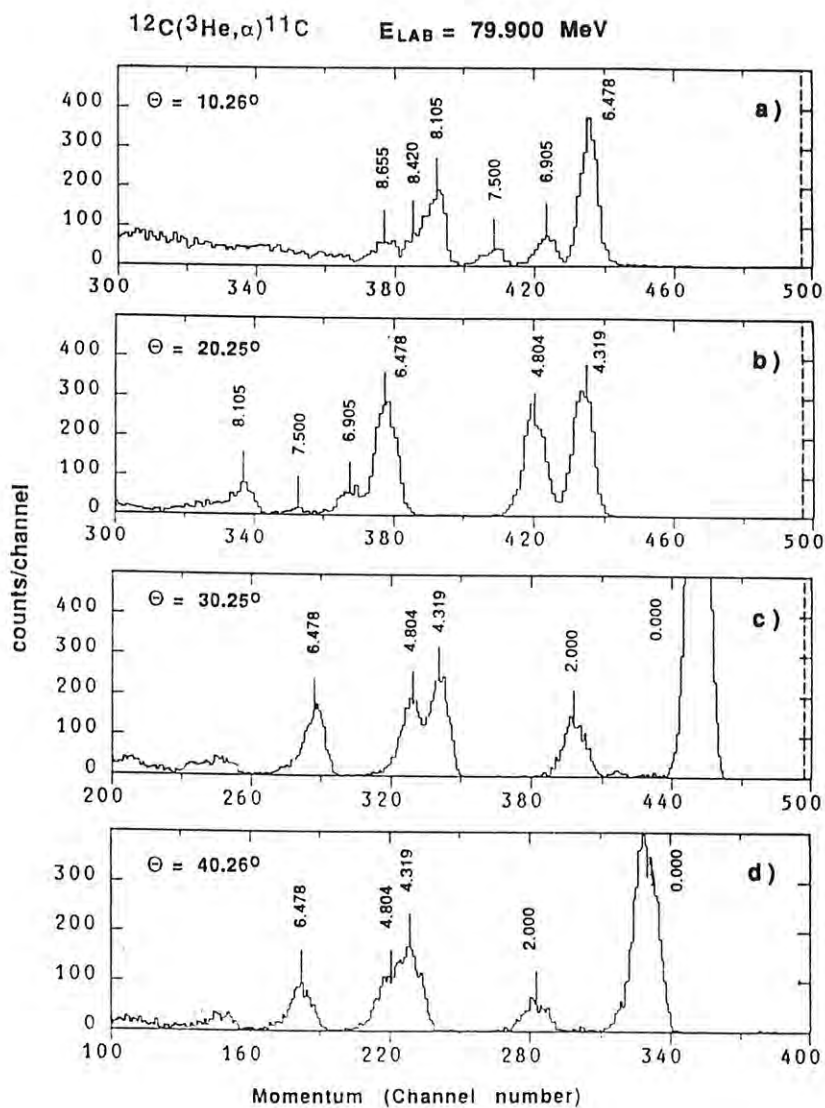 ¹²C(³He,α)¹¹C E_LAB = 79.900 MeV
Θ = 10.26º
a)
8.655 8.420 8.105 7.500 6.905 6.478
400
300
200
100
0
300 340 380 420 460 500
Θ = 20.25º
b)
8.105 7.500 6.905 6.478 4.804 4.319
400
300
200
100
0
300 340 380 420 460 500
counts/channel
Θ = 30.25º
c)
6.478 4.804 4.319 2.000 0.000
400
300
200
100
0
200 260 320 380 440 500
Θ = 40.26º
d)
6.478 4.804 4.319 2.000 0.000
300
200
100
0
100 160 220 280 340 400
Momentum (Channel number)